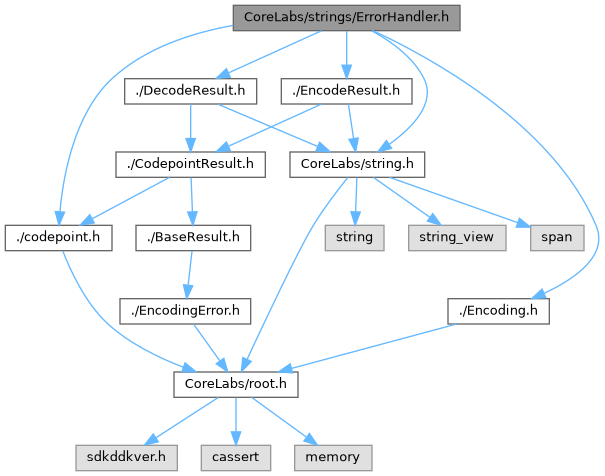 CoreLabs/strings/ErrorHandler.h
./DecodeResult.h
./EncodeResult.h
./CodepointResult.h
CoreLabs/string.h
./codepoint.h
./BaseResult.h
string
string_view
span
./EncodingError.h
./Encoding.h
CoreLabs/root.h
sdkddkver.h
cassert
memory